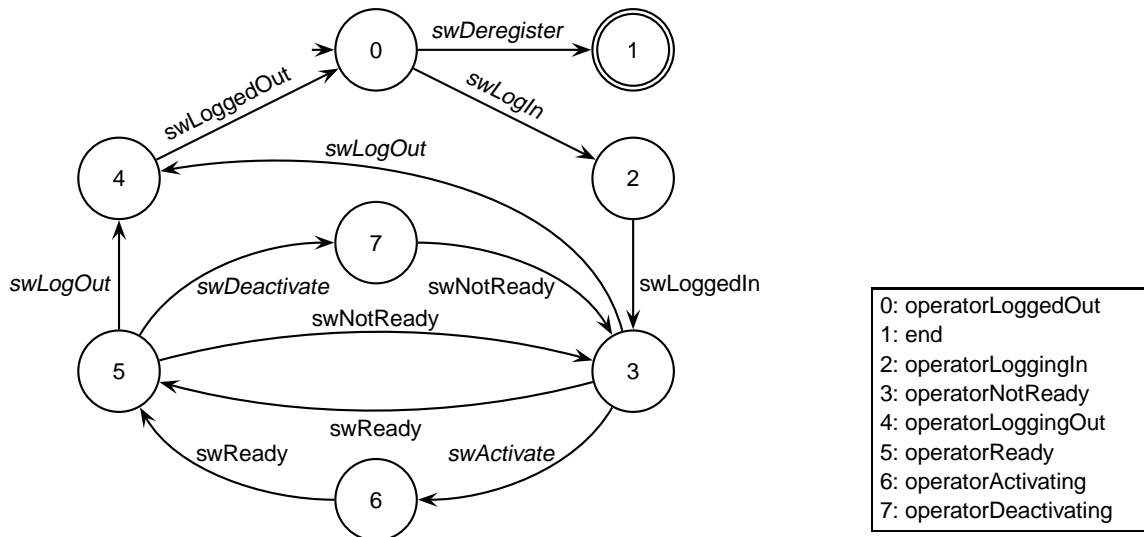 swDeregister
0
1
swLogIn
swLoggedOut
swLogOut
4
2
7
swLogOut
swDeactivate
swNotReady
swLoggedIn
swNotReady
5
3
swReady
swReady
swActivate
6
0: operatorLoggedOut
1: end
2: operatorLoggingIn
3: operatorNotReady
4: operatorLoggingOut
5: operatorReady
6: operatorActivating
7: operatorDeactivating